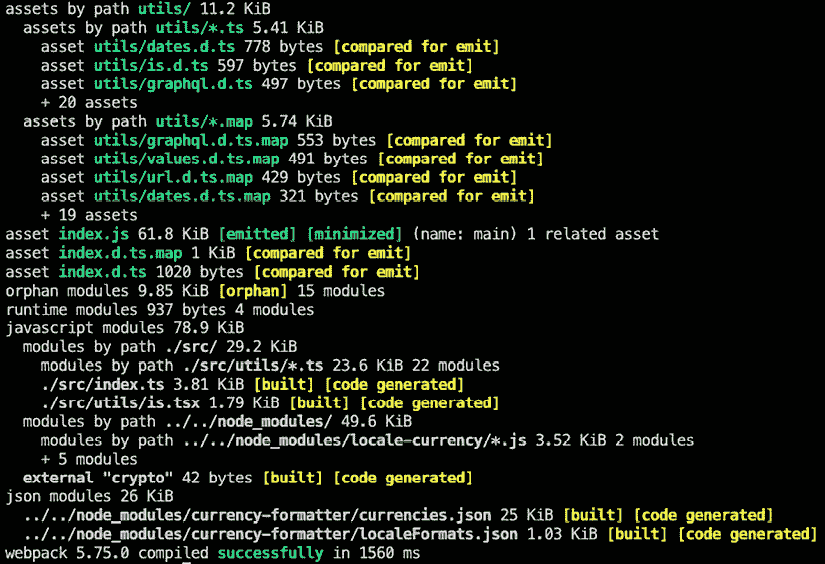 assets by path utils/ 11.2 KiB
assets by path utils/*.ts 5.41 KiB
asset utils/dates.d.ts 778 bytes [compared for emit]
asset utils/is.d.ts 597 bytes [compared for emit]
asset utils/graphql.d.ts 497 bytes [compared for emit]
+ 20 assets
assets by path utils/*.map 5.74 KiB
asset utils/graphql.d.ts.map 553 bytes [compared for emit]
asset utils/values.d.ts.map 491 bytes [compared for emit]
asset utils/url.d.ts.map 429 bytes [compared for emit]
asset utils/dates.d.ts.map 321 bytes [compared for emit]
+ 19 assets
asset index.js 61.8 KiB [emitted] [minimized] (name: main) 1 related asset
asset index.d.ts.map 1 KiB [compared for emit]
asset index.d.ts 1020 bytes [compared for emit]
orphan modules 9.85 KiB [orphan] 15 modules
runtime modules 937 bytes 4 modules
javascript modules 78.9 KiB
modules by path ./src/ 29.2 KiB
modules by path ./src/utils/*.ts 23.6 KiB 22 modules
./src/index.ts 3.81 KiB [built] [code generated]
./src/utils/is.tsx 1.79 KiB [built] [code generated]
modules by path ../../node_modules/ 49.6 KiB
modules by path ../../node_modules/locale-currency/*.js 3.52 KiB 2 modules
+ 5 modules
external "crypto" 42 bytes [built] [code generated]
json modules 26 KiB
../../node_modules/currency-formatter/currencies.json 25 KiB [built] [code generated]
../../node_modules/currency-formatter/localeFormats.json 1.03 KiB [built] [code generated]
webpack 5.75.0 compiled successfully in 1560 ms